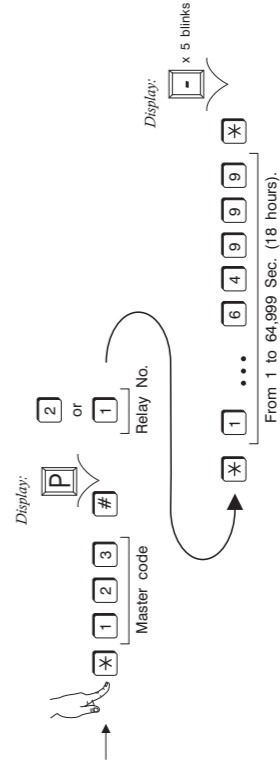 Display:
P
* 1 2 3 #
Master code
2
or
1
Relay No.
Display:
- x 5 blinks
* 1 ... 6 4 9 9 9 *
From 1 to 64,999 Sec. (18 hours).